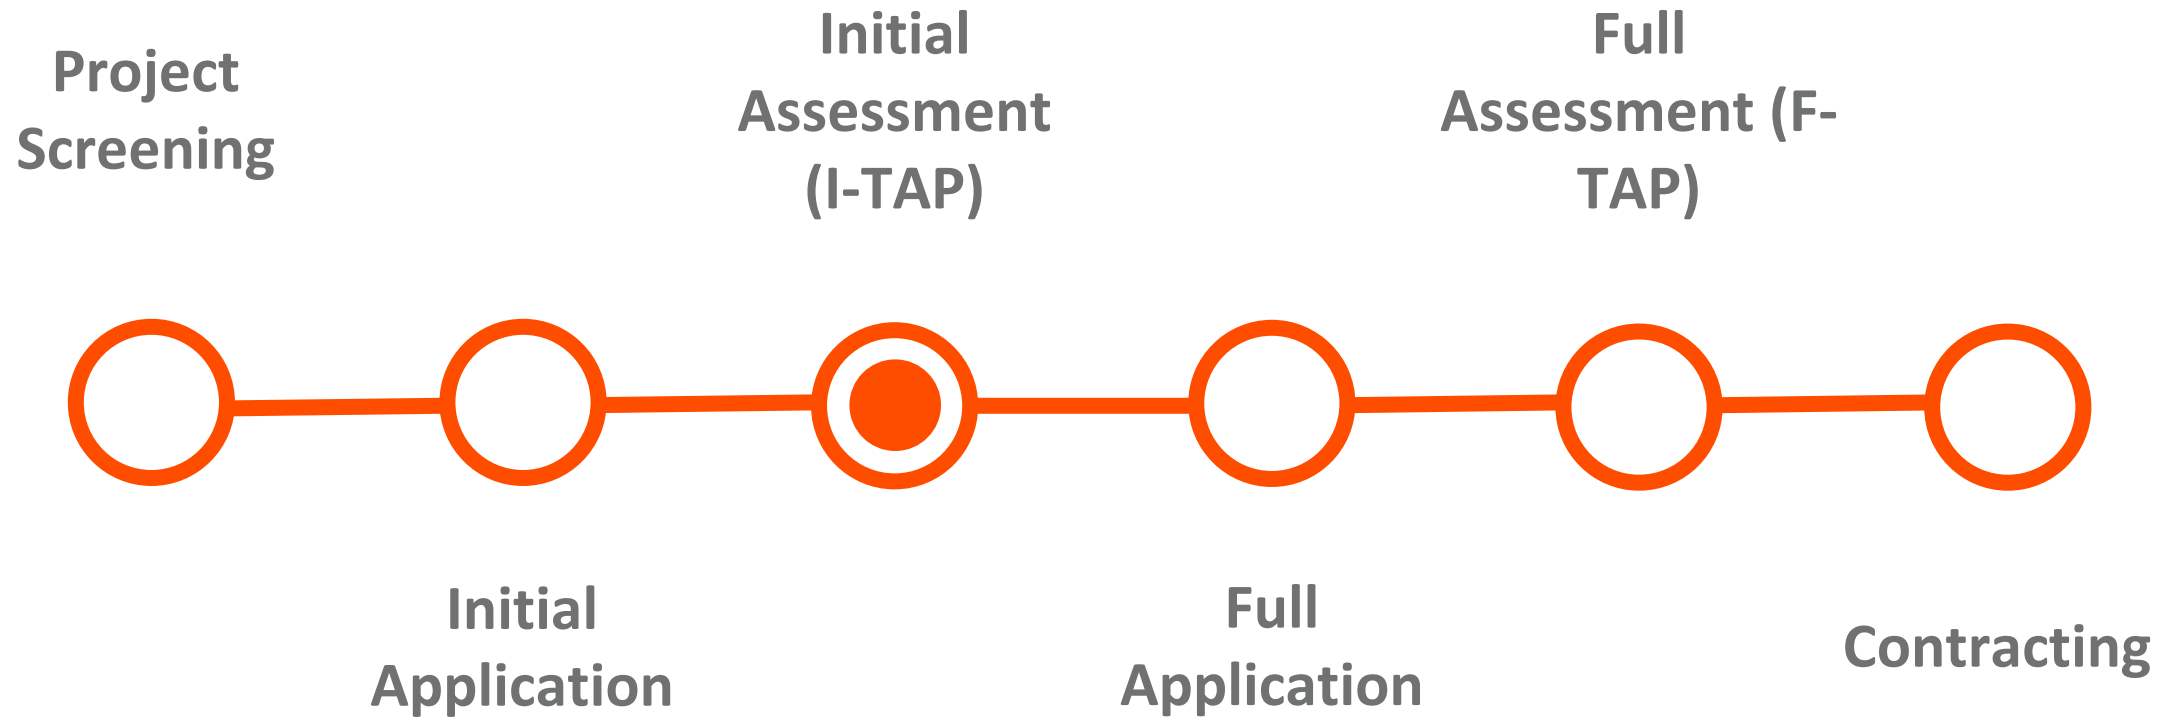 Project
Screening
Initial
Application
Initial
Assessment
(I-TAP)
Full
Application
Full
Assessment (F-
TAP)
Contracting